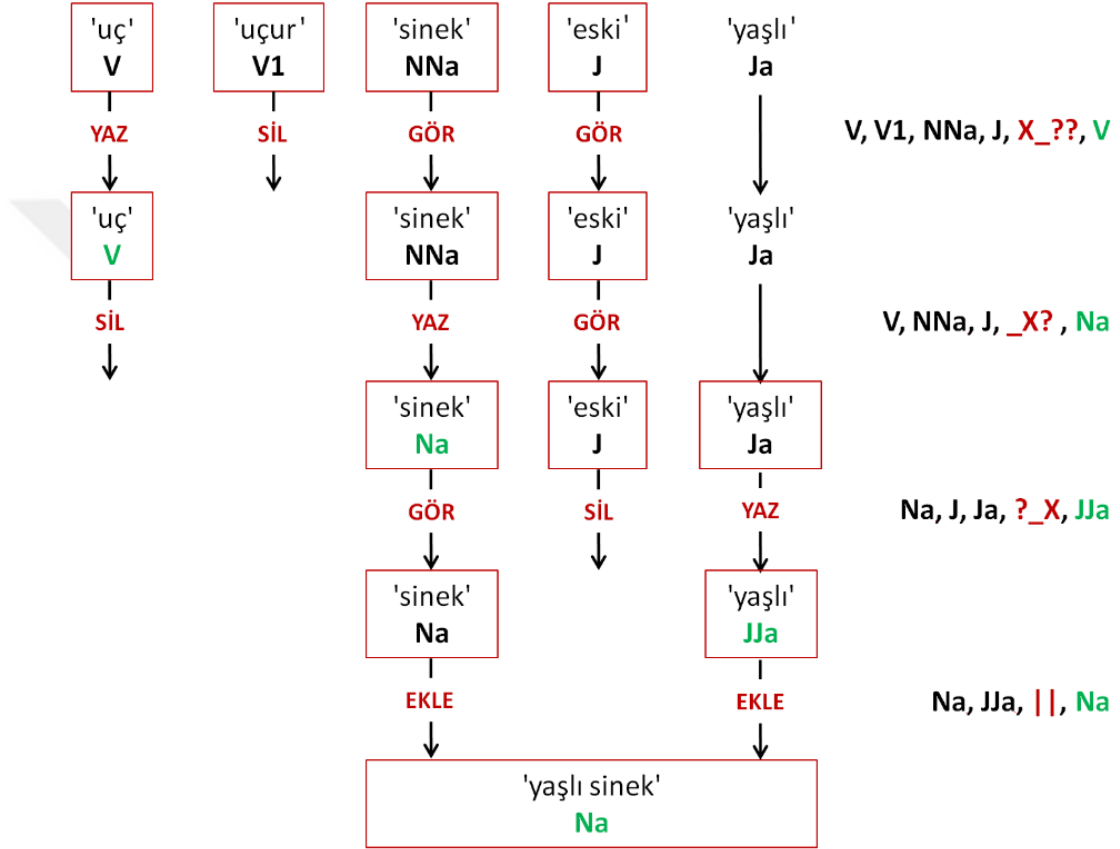 'uç' 'uçur' 'sinek' 'eski' 'yaşlı'
V V1 NNa J Ja
YAZ SİL GÖR GÖR V, V1, NNa, J, X_??, V
'uç' 'sinek' 'eski' 'yaşlı'
V NNa J Ja
SİL YAZ GÖR V, NNa, J, _X? , Na
'sinek' 'eski' 'yaşlı'
Na J Ja
GÖR SİL YAZ Na, J, Ja, ?_X, JJa
'sinek' 'yaşlı'
Na JJa
EKLE EKLE Na, JJa, ||, Na
'yaşlı sinek'
Na